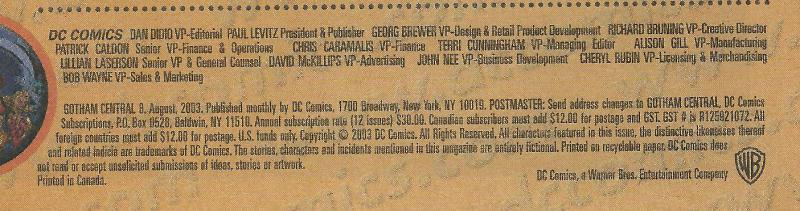 DC COMICS DAN DIDIO VP-Editorial PAUL LEVITZ President & Publisher GEORG BREWER VP-Design & Retail Product Development RICHARD BRUNING VP-Creative Director
PATRICK CALDON Senior VP-Finance & Operations CHRIS CARAMALIS VP-Finance TERRI CUNNINGHAM VP-Managing Editor ALISON GILL VP-Manufacturing
LILLIAN LASERSON Senior VP & General Counsel DAVID McKILLIPS VP-Advertising JOHN NEE VP-Business Development CHERYL RUBIN VP-Licensing & Merchandising
BOB WAYNE VP-Sales & Marketing
GOTHAM CENTRAL 9. August, 2003. Published monthly by DC Comics, 1700 Broadway, New York, NY 10019. POSTMASTER: Send address changes to GOTHAM CENTRAL, DC Comics
Subscriptions, P.O. Box 0528, Baldwin, NY 11510. Annual subscription rate (12 issues) $30.00. Canadian subscribers must add $12.00 for postage and GST. GST # is R125921072. All
foreign countries must add $12.00 for postage. U.S. funds only. Copyright © 2003 DC Comics. All Rights Reserved. All characters featured in this issue, the distinctive likenesses thereof
and related indicia are trademarks of DC Comics. The stories, characters and incidents mentioned in this magazine are entirely fictional. Printed on recyclable paper. DC Comics does
not read or accept unsolicited submissions of ideas, stories or artwork.
Printed in Canada.
DC Comics, a Warner Bros. Entertainment Company
WB